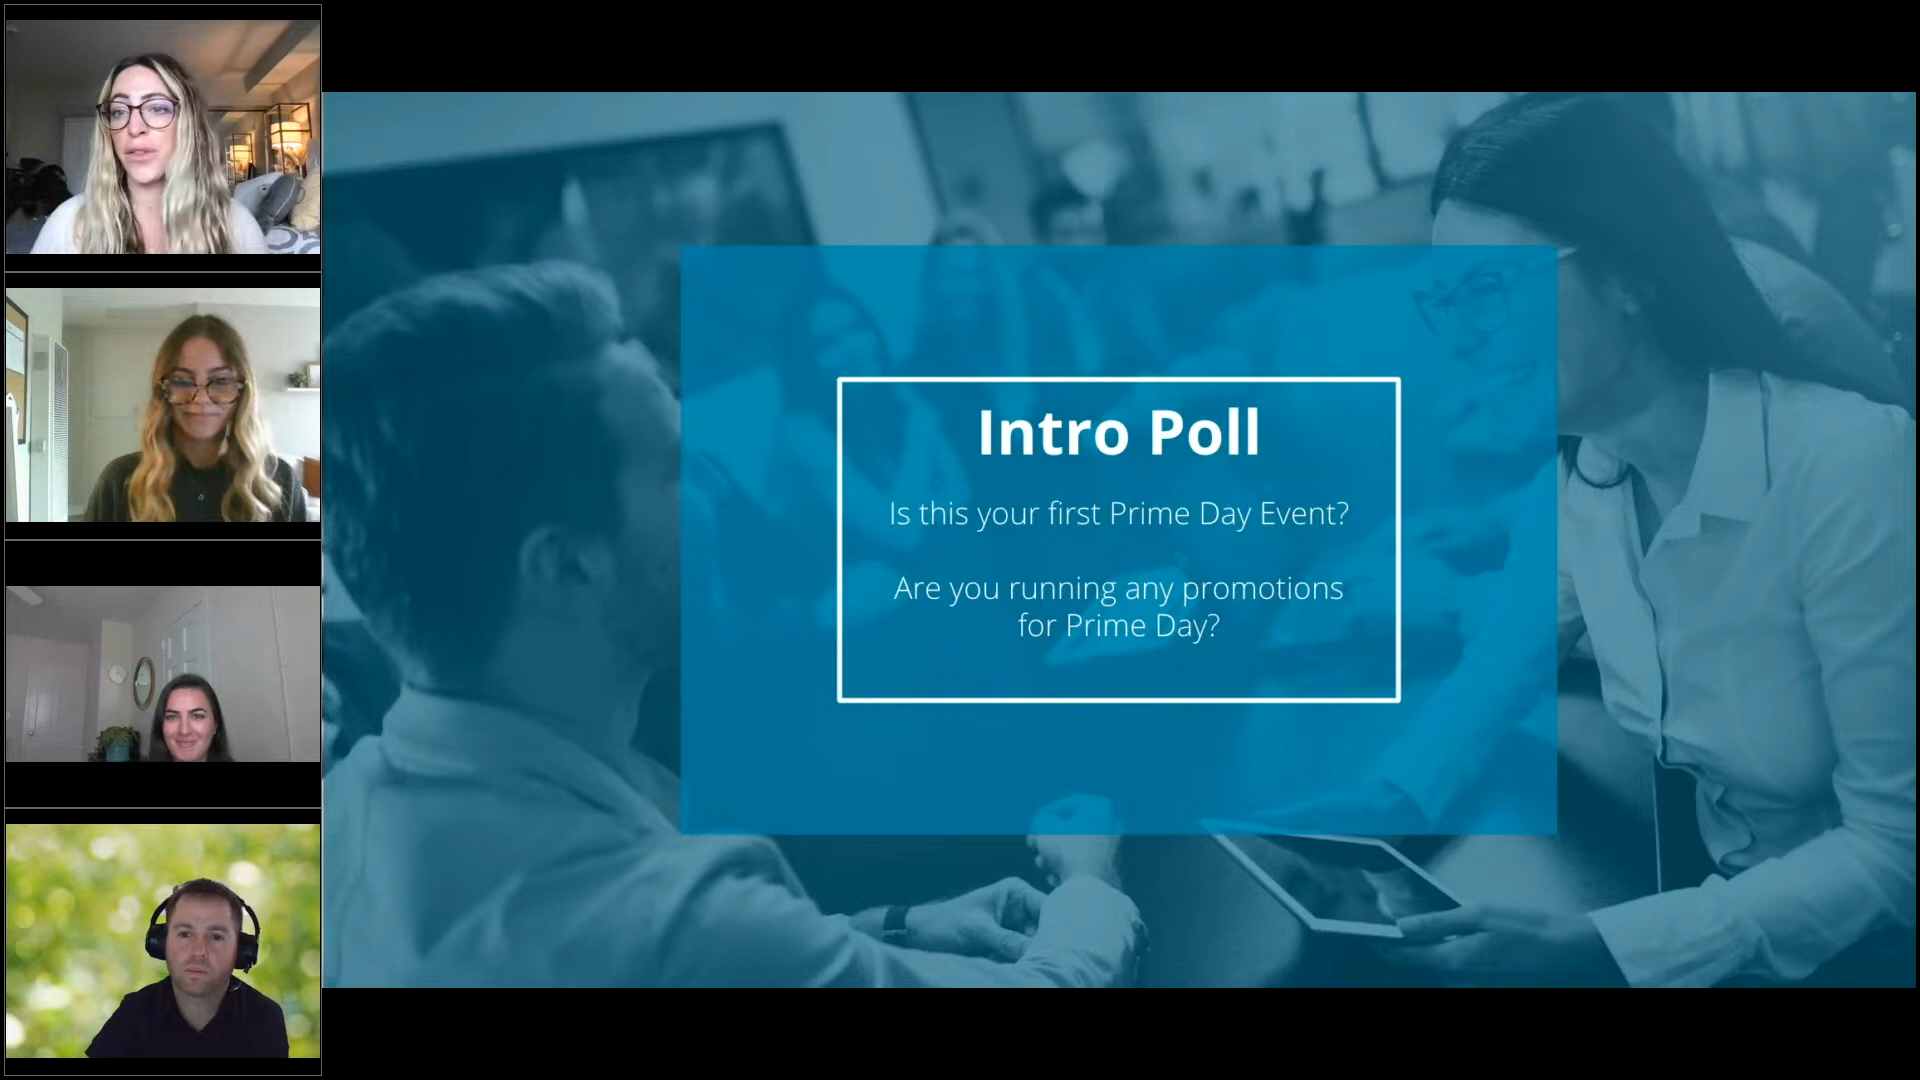 Intro Poll
Is this your first Prime Day Event?
Are you running any promotions
for Prime Day?